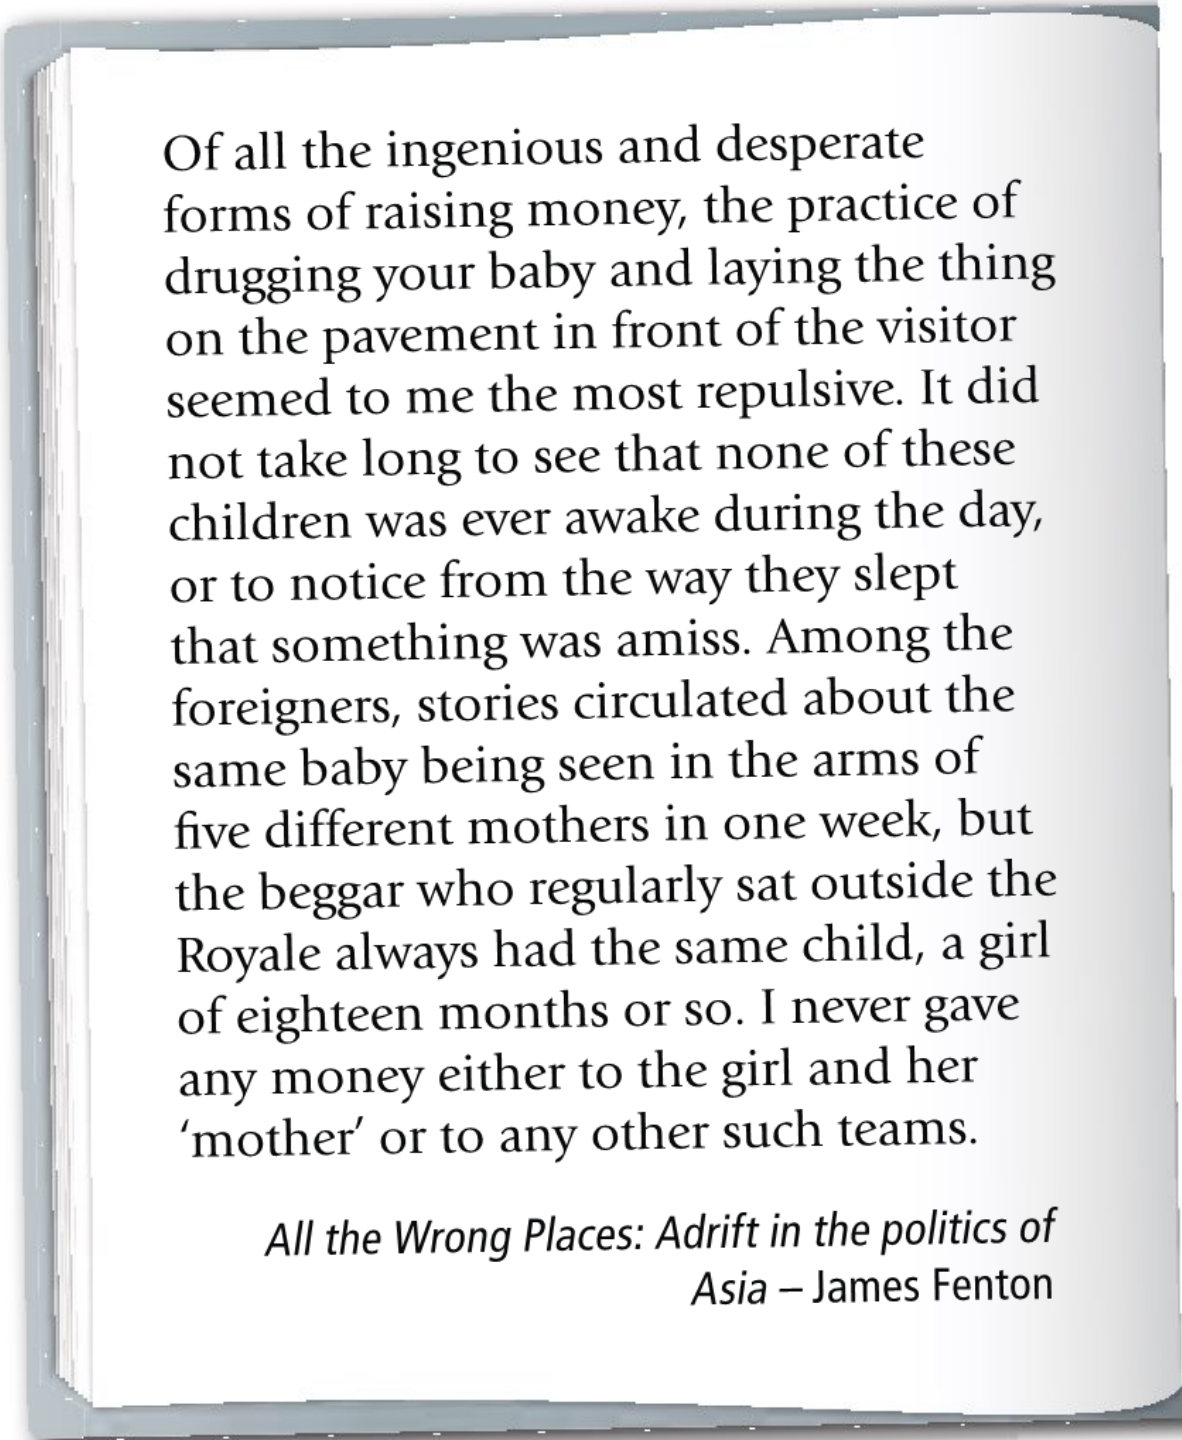 Of all the ingenious and desperate
forms of raising money, the practice of
drugging your baby and laying the thing
on the pavement in front of the visitor
seemed to me the most repulsive. It did
not take long to see that none of these
children was ever awake during the day,
or to notice from the way they slept
that something was amiss. Among the
foreigners, stories circulated about the
same baby being seen in the arms of
five different mothers in one week, but
the beggar who regularly sat outside the
Royale always had the same child, a girl
of eighteen months or so. I never gave
any money either to the girl and her
‘mother’ or to any other such teams.
All the Wrong Places: Adrift in the politics of
Asia – James Fenton